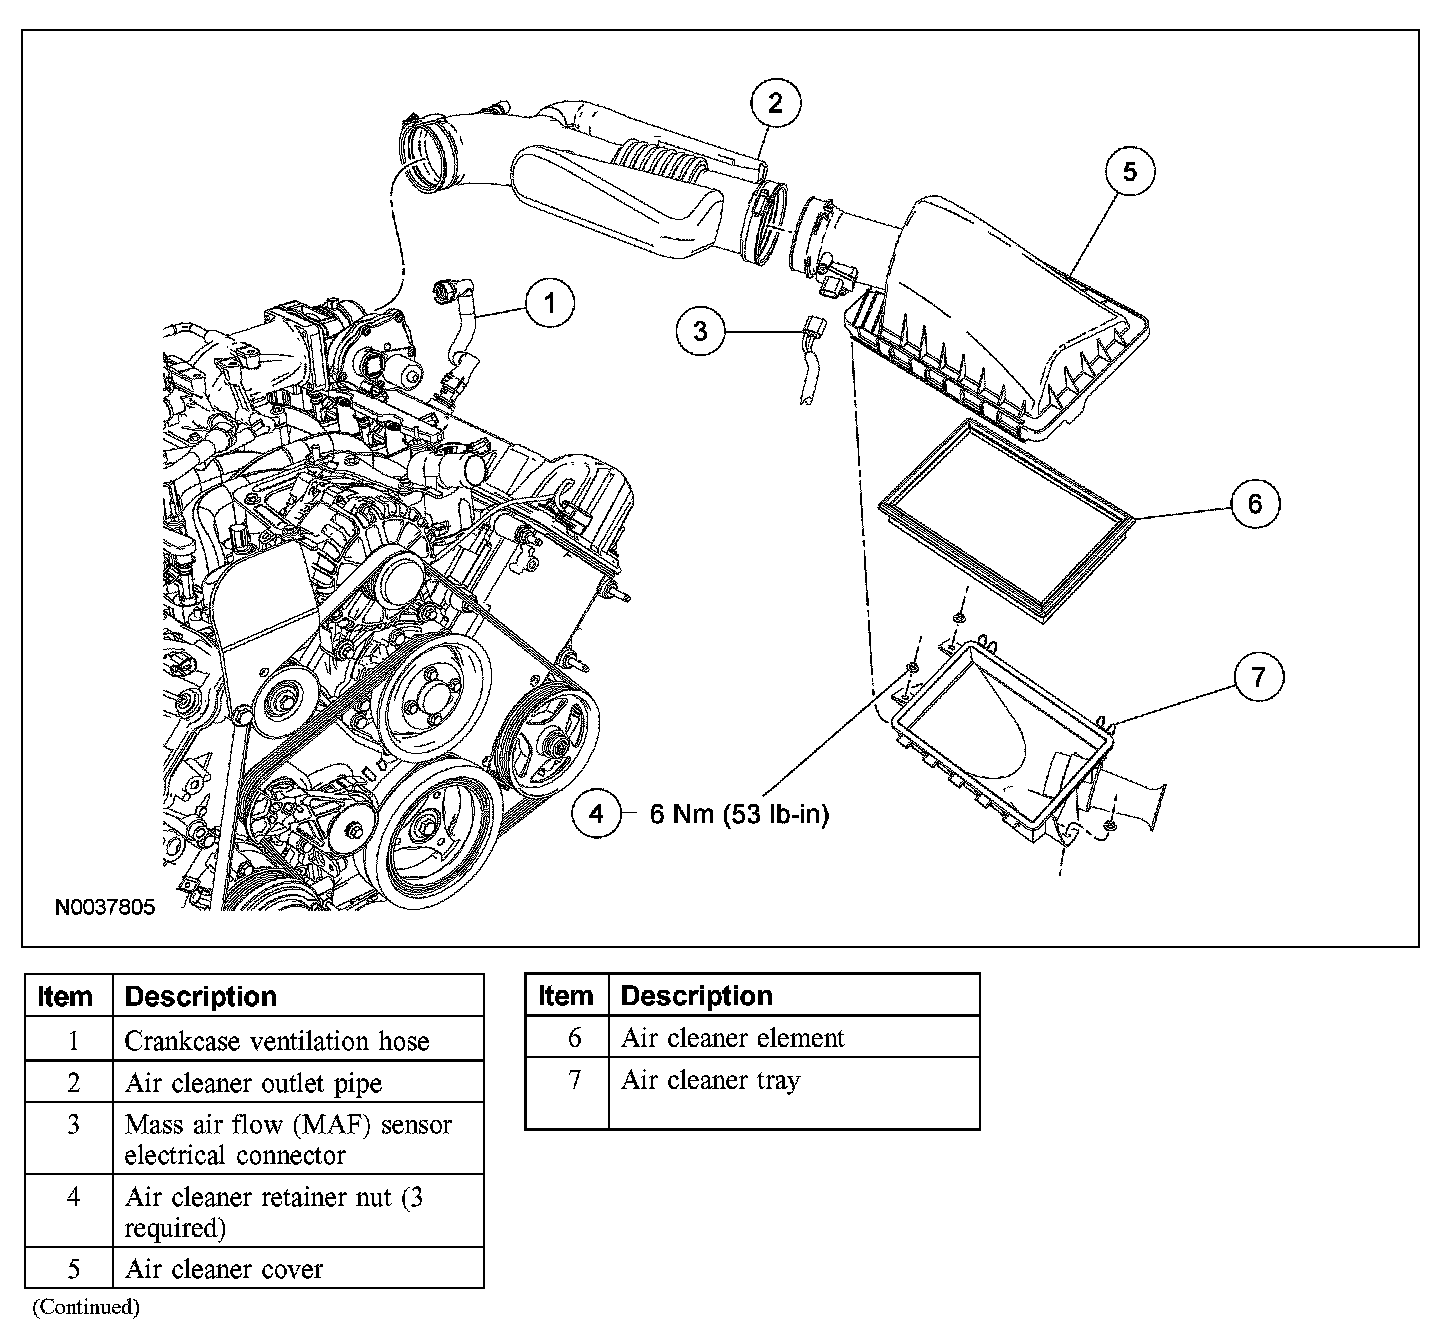 2
5
1
3
6
7
4 6 Nm (53 lb-in)
N0037805
Item Description
1 Crankcase ventilation hose
2 Air cleaner outlet pipe
3 Mass air flow (MAF) sensor
electrical connector
4 Air cleaner retainer nut (3
required)
5 Air cleaner cover
(Continued)
Item Description
6 Air cleaner element
7 Air cleaner tray